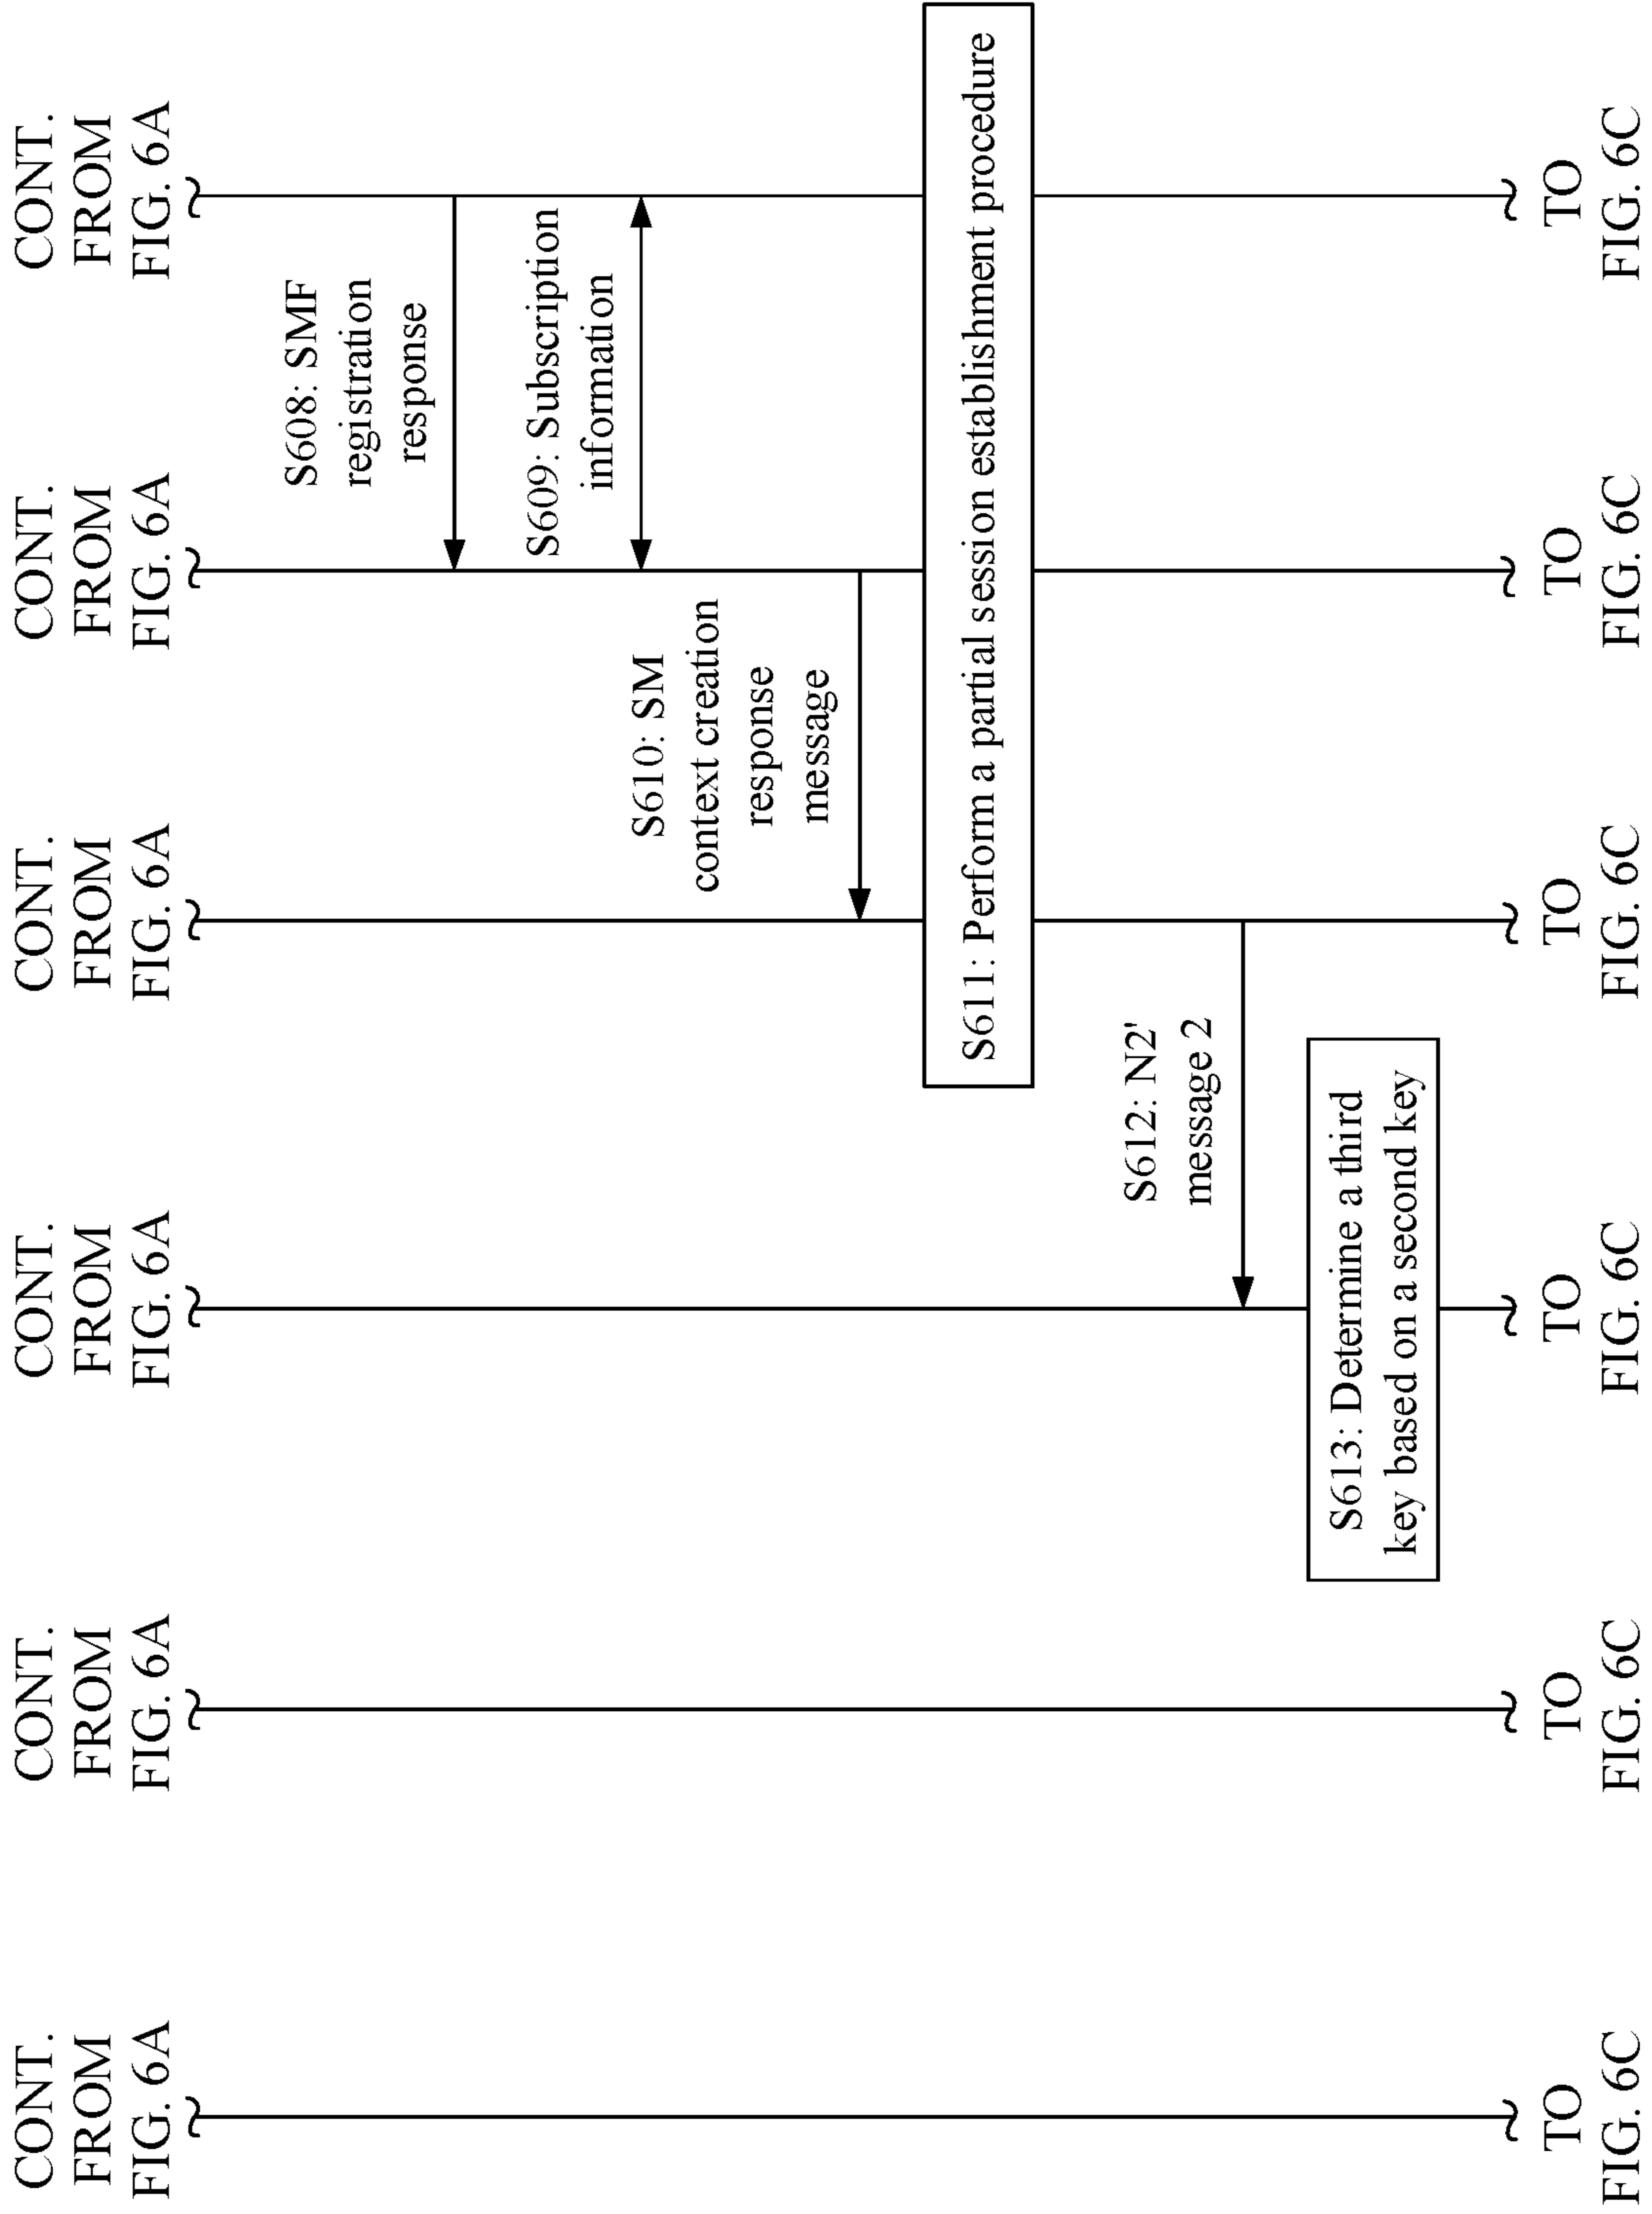 CONT.
FROM
FIG. 6A
CONT.
FROM
FIG. 6A
CONT.
FROM
FIG. 6A
CONT.
FROM
FIG. 6A
CONT.
FROM
FIG. 6A
CONT.
FROM
FIG. 6A
S608: SMF
registration
response
S609: Subscription
information
S610: SM
context creation
response
message
S611: Perform a partial session establishment procedure
S612: N2'
message 2
S613: Determine a third
key based on a second key
TO
FIG. 6C
TO
FIG. 6C
TO
FIG. 6C
TO
FIG. 6C
TO
FIG. 6C
TO
FIG. 6C